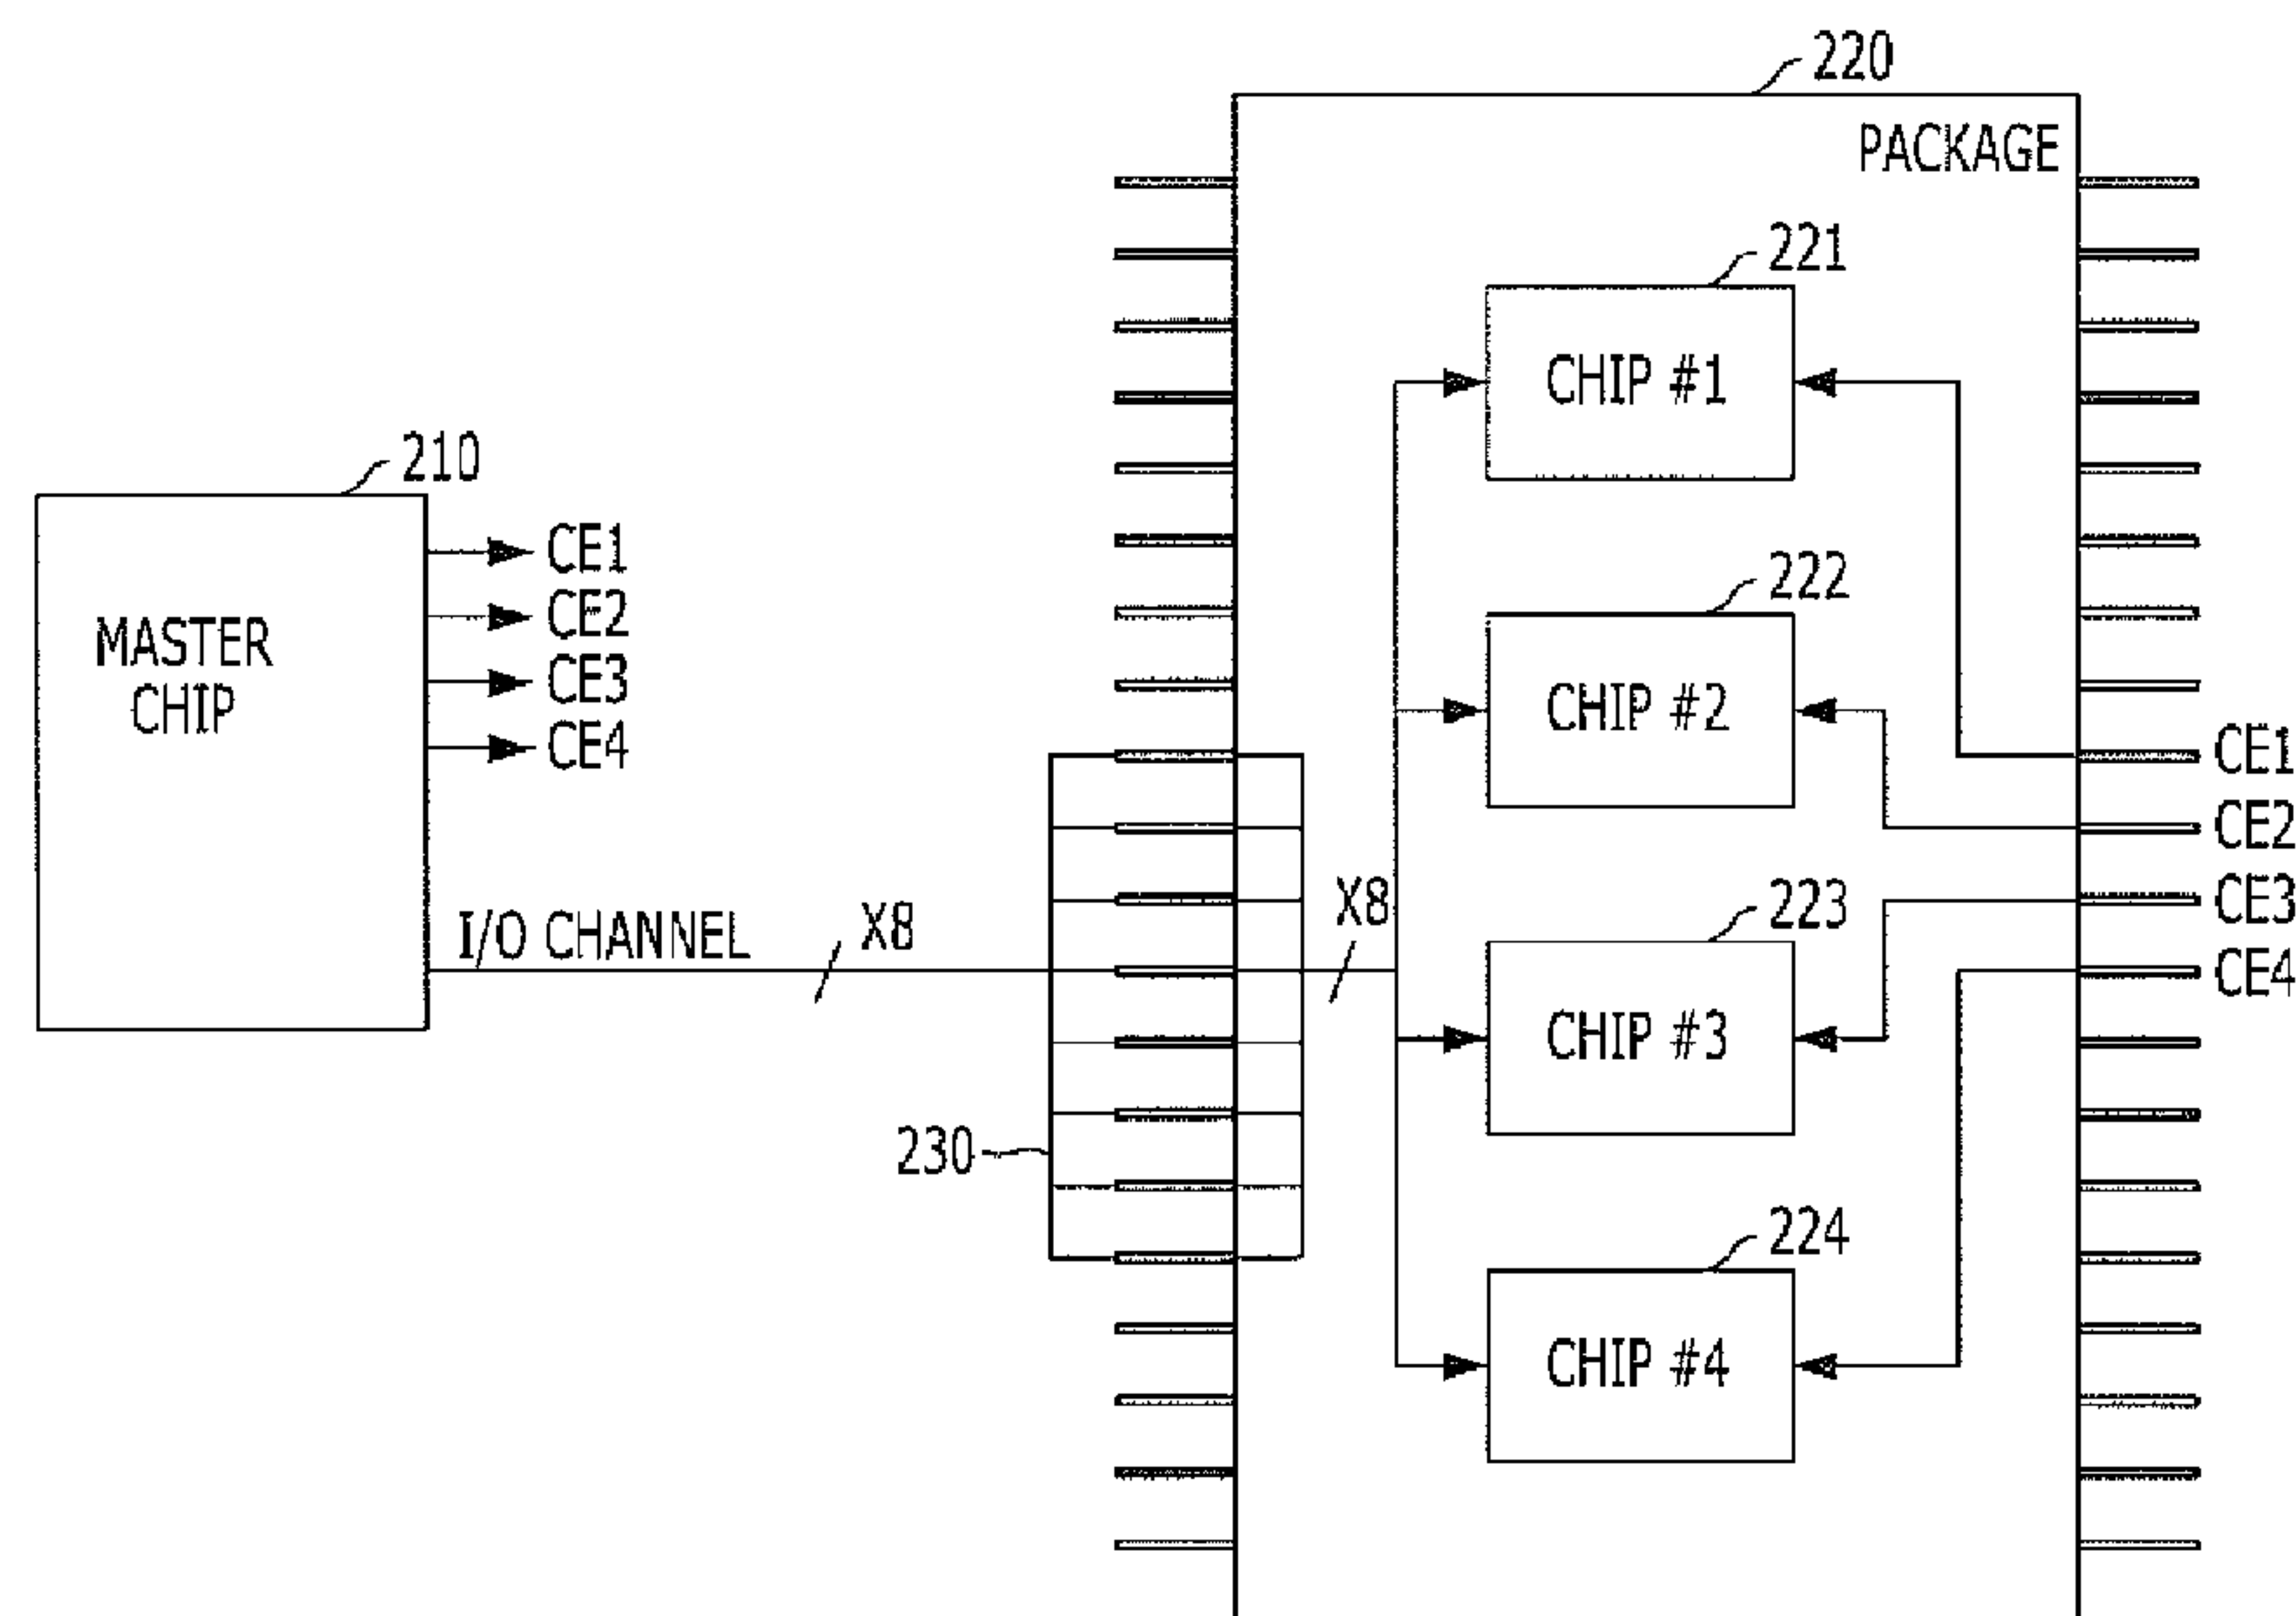 220
PACKAGE
221
CHIP #1
210
MASTER
CHIP
CE1
CE2
CE3
CE4
I/O CHANNEL
X8
230
X8
222
CHIP #2
223
CHIP #3
224
CHIP #4
CE1
CE2
CE3
CE4